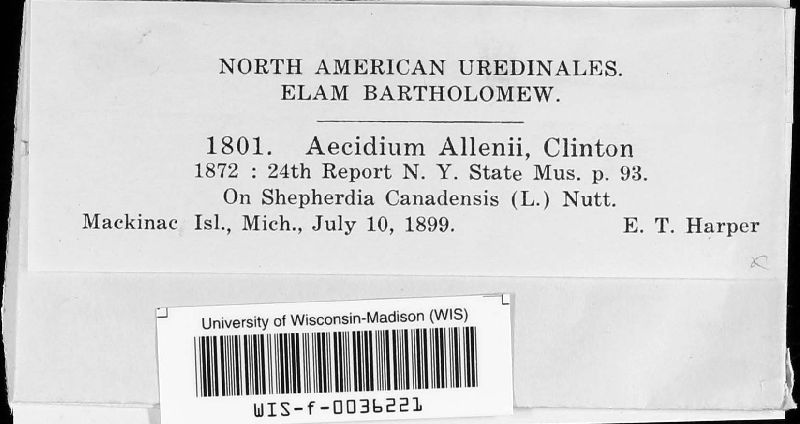 NORTH AMERICAN UREDINALES.
ELAM BARTHOLOMEW.
1801. Aecidium Allenii, Clinton
1872 : 24th Report N. Y. State Mus. p. 93.
On Shepherdia Canadensis (L.) Nutt.
Mackinac Isl., Mich., July 10, 1899. E. T. Harper
University of Wisconsin-Madison (WIS)
WIS-f-0036221